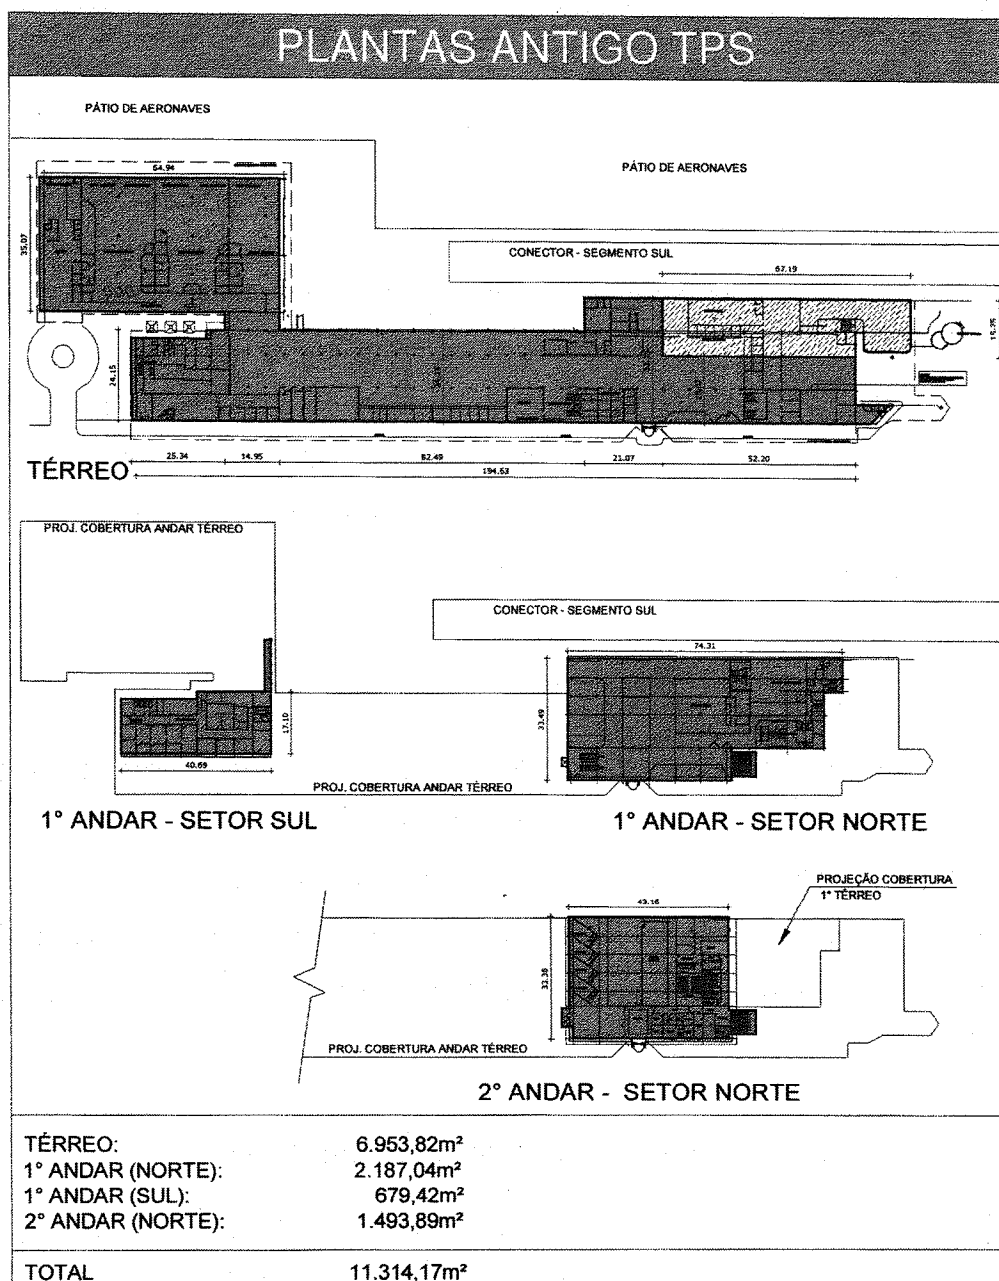 PLANTAS ANTIGO TPS
PÁTIO DE AERONAVES
PÁTIO DE AERONAVES
64.94
35.07
CONECTOR - SEGMENTO SUL
67.19
15.25
24.15
25.34 14.95 82.49 21.07 52.20
194.63
TÉRREO
PROJ. COBERTURA ANDAR TÉRREO
CONECTOR - SEGMENTO SUL
74.31
33.49
17.10
40.69
PROJ. COBERTURA ANDAR TÉRREO
1° ANDAR - SETOR SUL
1° ANDAR - SETOR NORTE
PROJEÇÃO COBERTURA
1° TÉRREO
43.16
33.36
PROJ. COBERTURA ANDAR TÉRREO
2° ANDAR - SETOR NORTE
TÉRREO: 6.953,82m²
1° ANDAR (NORTE): 2.187,04m²
1° ANDAR (SUL): 679,42m²
2° ANDAR (NORTE): 1.493,89m²
TOTAL 11.314,17m²